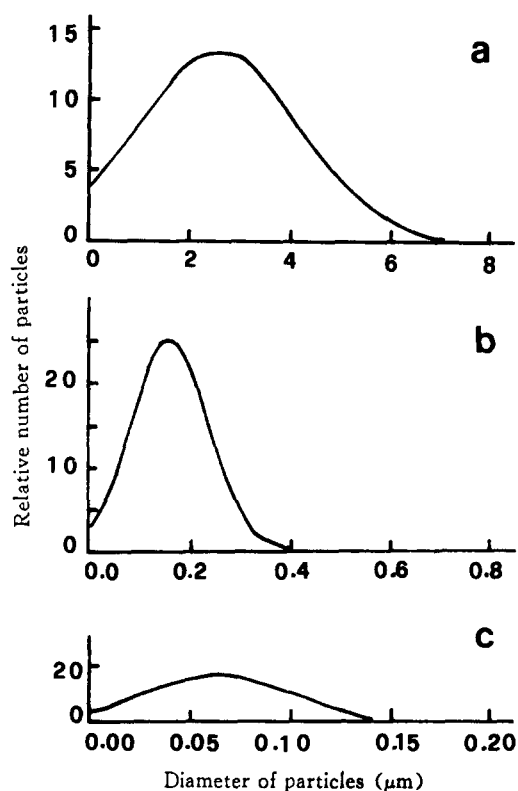 15
a
10
5
0
0 2 4 6 8
Relative number of particles
b
20
10
0
0.0 0.2 0.4 0.6 0.8
c
20
0
0.00 0.05 0.10 0.15 0.20
Diameter of particles (μm)